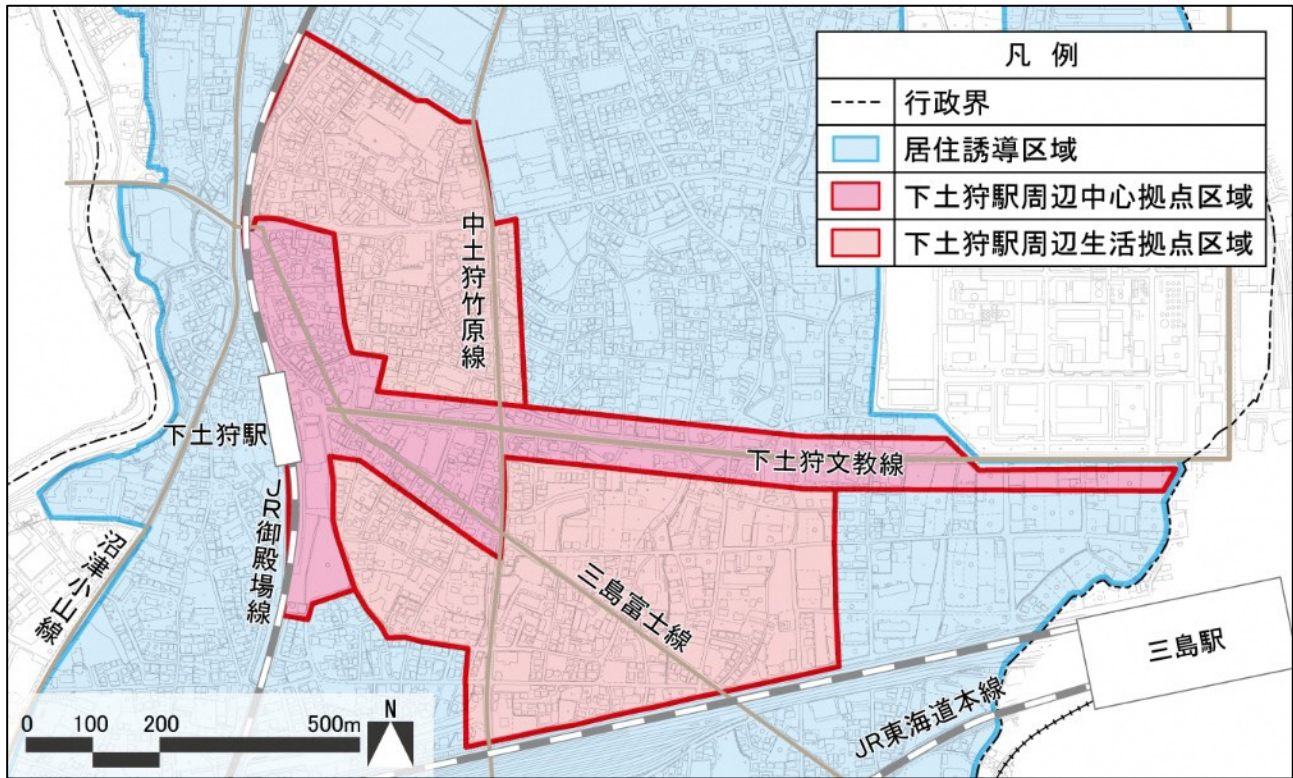 凡 例
行政界
居住誘導区域
下土狩駅周辺中心拠点区域
下土狩駅周辺生活拠点区域
中土狩竹原線
下土狩駅
下土狩文教線
JR御殿場線
沼津小山線
三島富士線
三島駅
JR東海道本線
0 100 200 500m
N